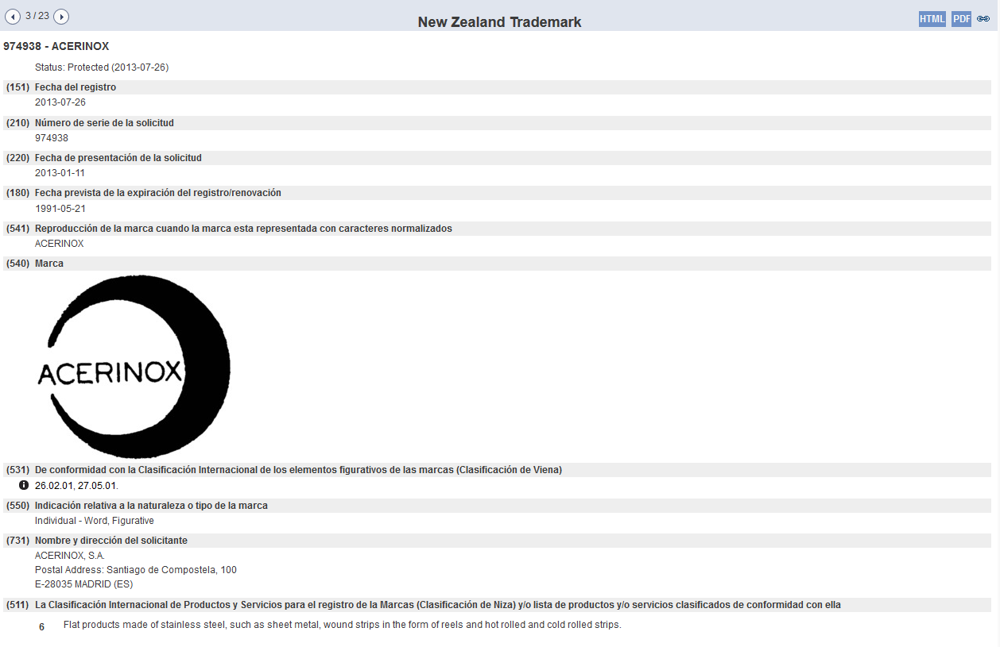 3 / 23
New Zealand Trademark
HTML PDF
974938 - ACERINOX
Status: Protected (2013-07-26)
(151) Fecha del registro
2013-07-26
(210) Número de serie de la solicitud
974938
(220) Fecha de presentación de la solicitud
2013-01-11
(180) Fecha prevista de la expiración del registro/renovación
1991-05-21
(541) Reproducción de la marca cuando la marca esta representada con caracteres normalizados
ACERINOX
(540) Marca
ACERINOX
(531) De conformidad con la Clasificación Internacional de los elementos figurativos de las marcas (Clasificación de Viena)
26.02.01, 27.05.01.
(550) Indicación relativa a la naturaleza o tipo de la marca
Individual - Word, Figurative
(731) Nombre y dirección del solicitante
ACERINOX, S.A.
Postal Address: Santiago de Compostela, 100
E-28035 MADRID (ES)
(511) La Clasificación Internacional de Productos y Servicios para el registro de la Marcas (Clasificación de Niza) y/o lista de productos y/o servicios clasificados de conformidad con ella
6 Flat products made of stainless steel, such as sheet metal, wound strips in the form of reels and hot rolled and cold rolled strips.